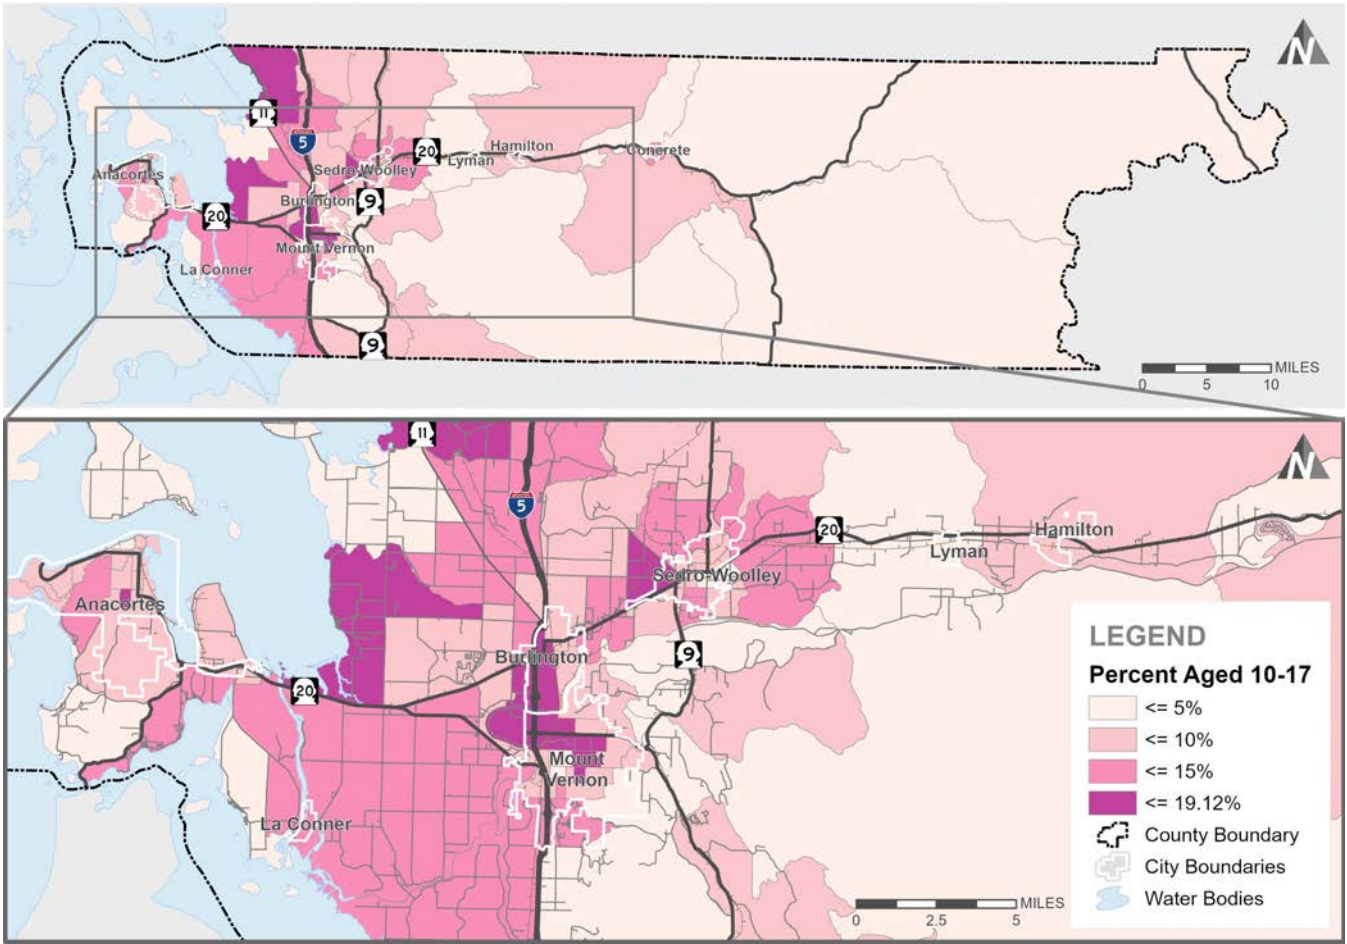 N
11
5
20
Lyman
Hamilton
Concrete
Anacortes
Sedro-Woolley
Burlington
9
20
Mount Vernon
La Conner
9
MILES
0 5 10
11
N
5
20
Hamilton
Lyman
Sedro-Woolley
Anacortes
Burlington
9
20
Mount
Vernon
La Conner
LEGEND
Percent Aged 10-17
<= 5%
<= 10%
<= 15%
<= 19.12%
County Boundary
City Boundaries
Water Bodies
MILES
0 2.5 5